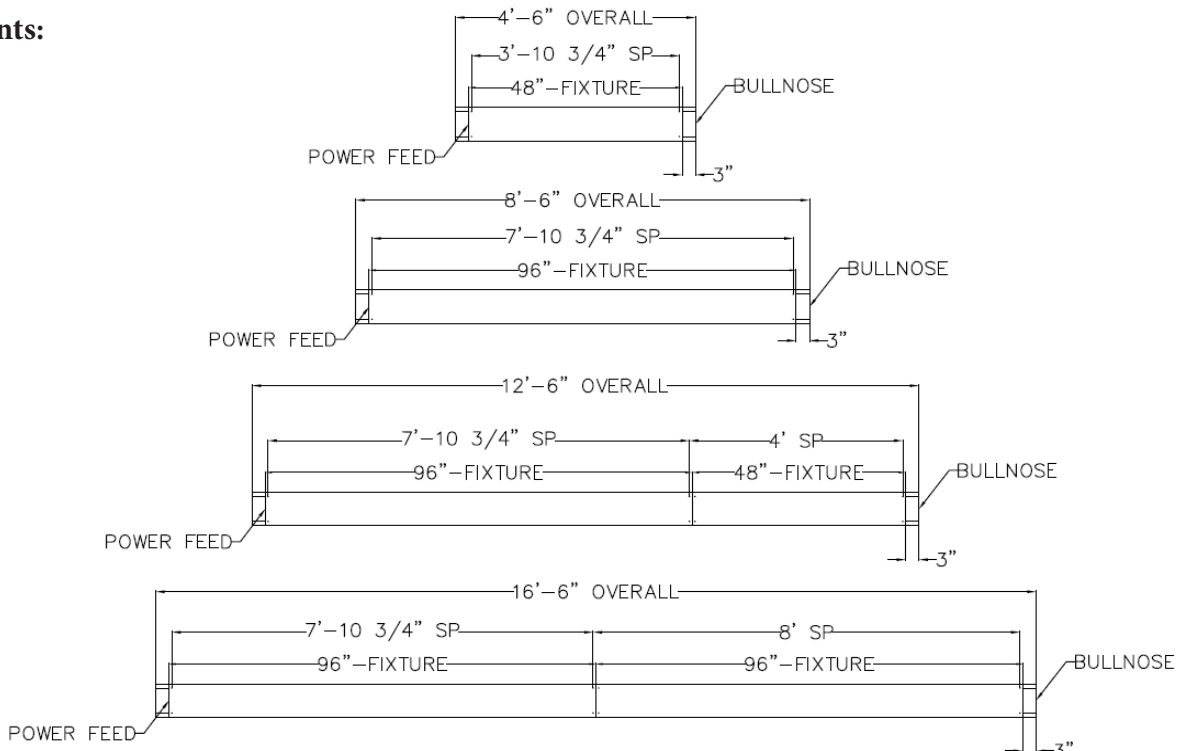 nts:
4'-6" OVERALL
3'-10 3/4" SP
48"-FIXTURE
BULLNOSE
POWER FEED
3"
8'-6" OVERALL
7'-10 3/4" SP
96"-FIXTURE
BULLNOSE
POWER FEED
3"
12'-6" OVERALL
7'-10 3/4" SP 4' SP
96"-FIXTURE 48"-FIXTURE
BULLNOSE
POWER FEED
3"
16'-6" OVERALL
7'-10 3/4" SP 8' SP
96"-FIXTURE 96"-FIXTURE
BULLNOSE
POWER FEED
3"